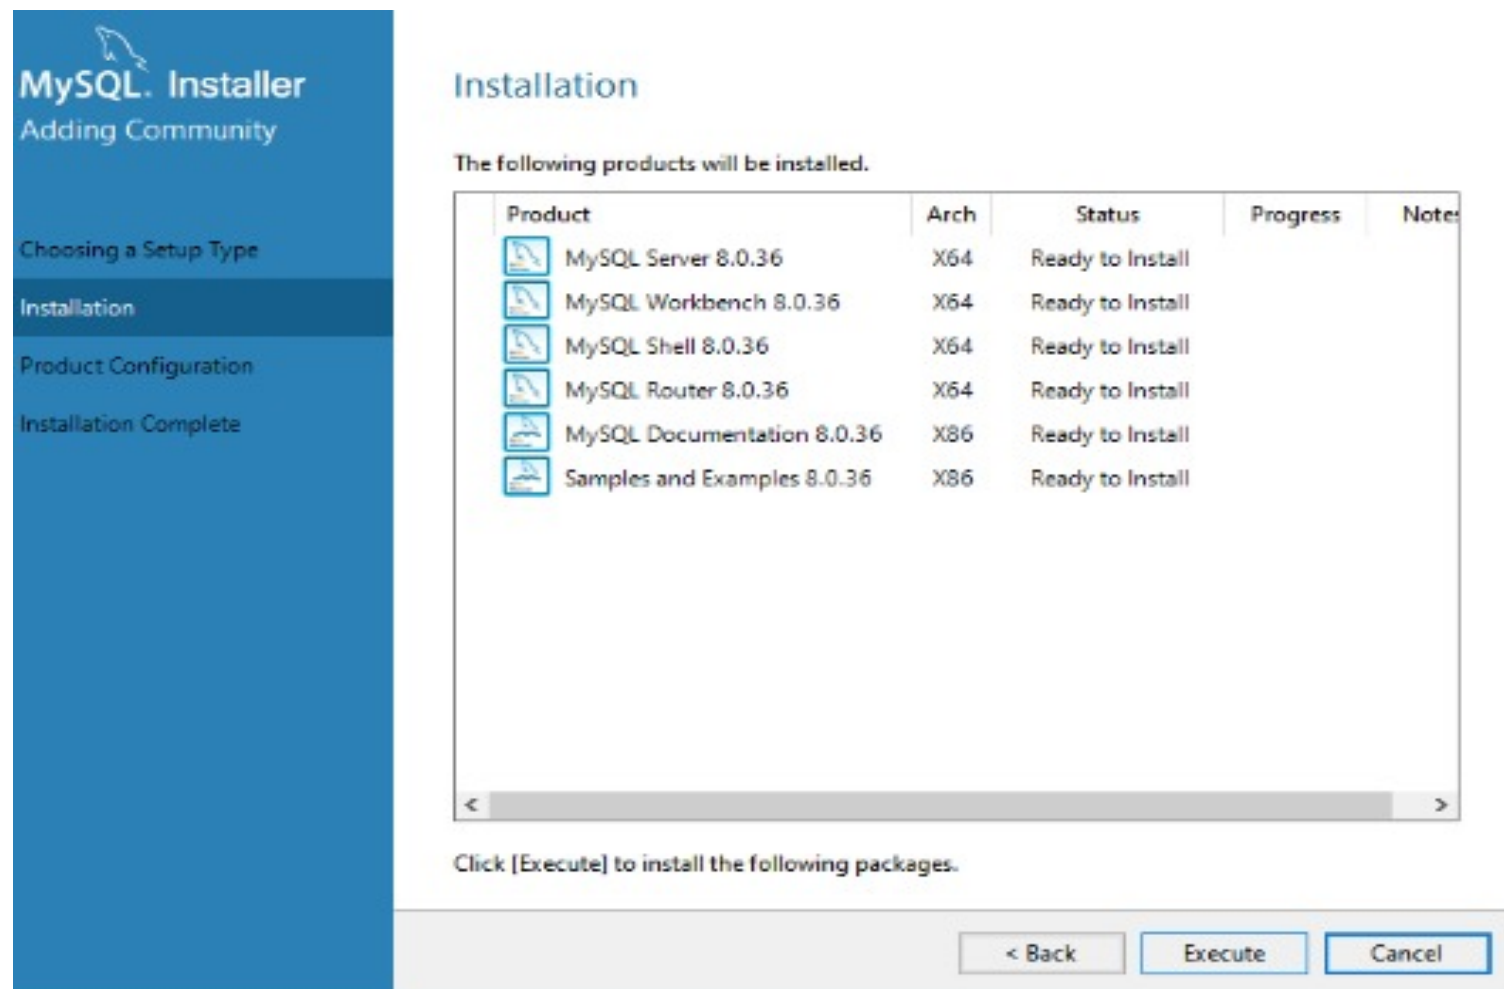 MySQL. Installer
Adding Community
Choosing a Setup Type
Installation
Product Configuration
Installation Complete
Installation
The following products will be installed.
Product Arch Status Progress Notes
MySQL Server 8.0.36 X64 Ready to Install
MySQL Workbench 8.0.36 X64 Ready to Install
MySQL Shell 8.0.36 X64 Ready to Install
MySQL Router 8.0.36 X64 Ready to Install
MySQL Documentation 8.0.36 X86 Ready to Install
Samples and Examples 8.0.36 X86 Ready to Install
Click [Execute] to install the following packages.
< Back Execute Cancel